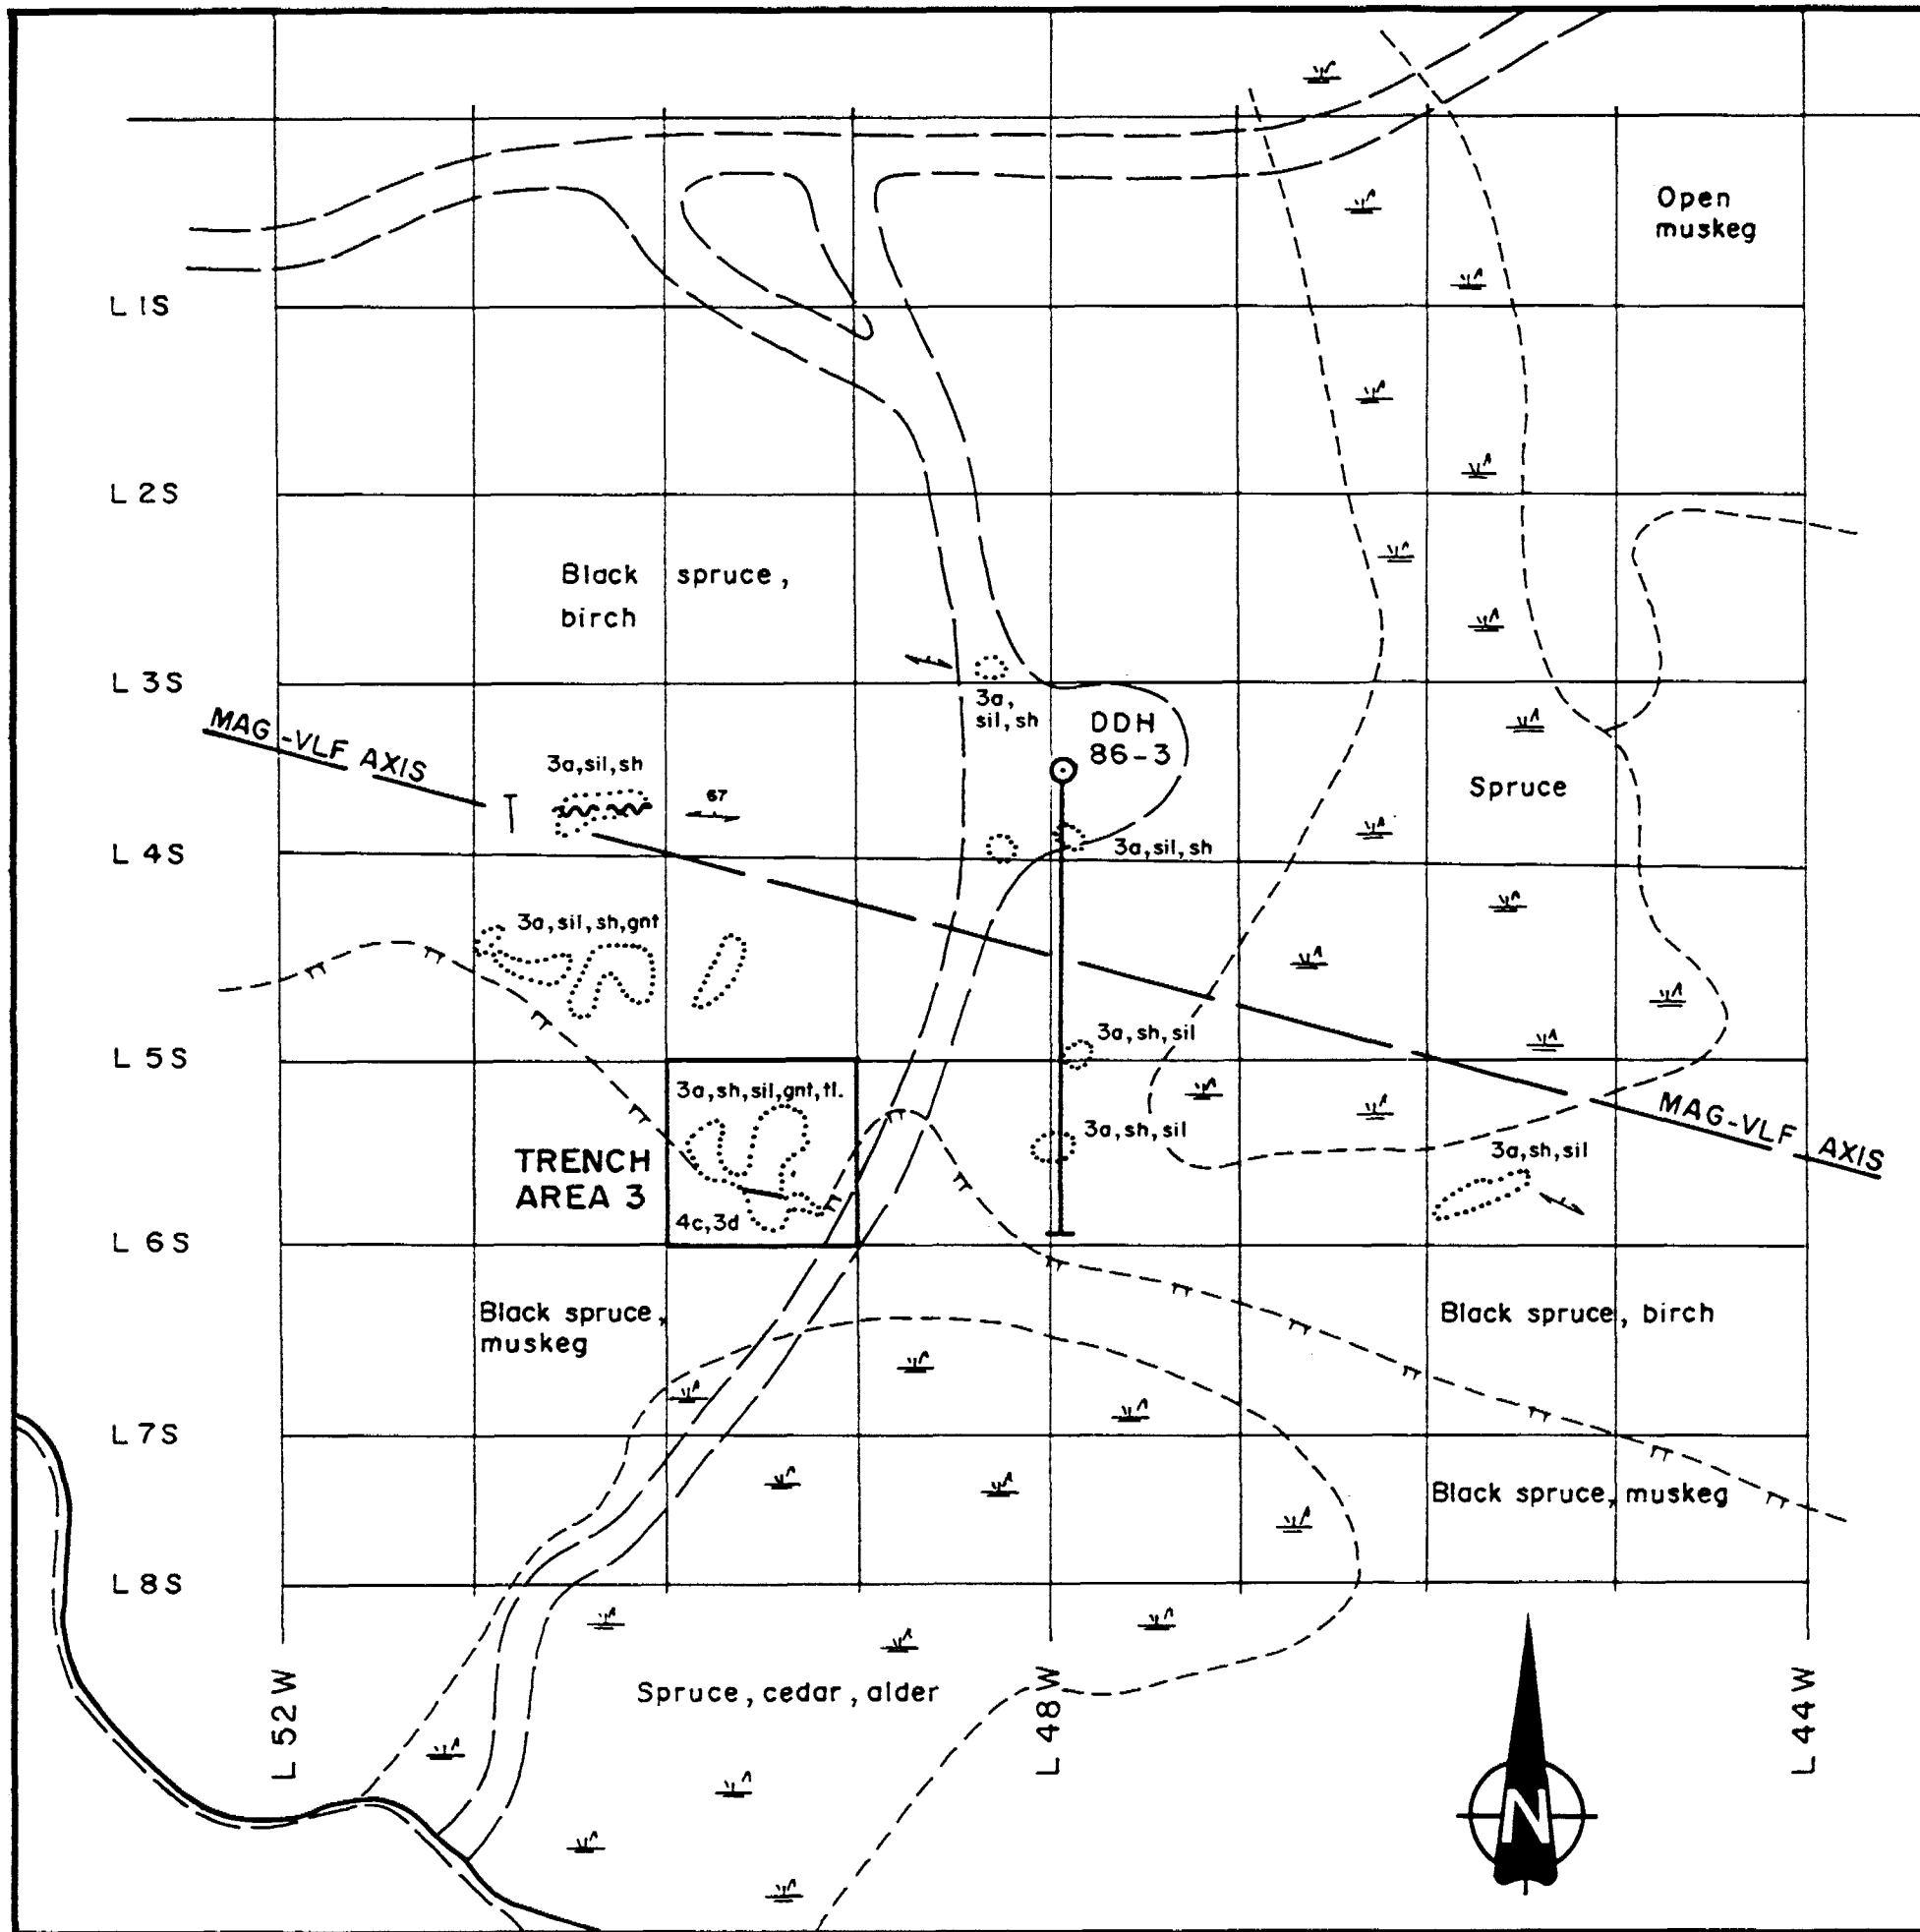 Open
muskeg
L 1S
L 2S
Black spruce,
birch
L 3S
3a,
sil, sh
DDH
86-3
MAG-VLF AXIS
3a,sil,sh
67
Spruce
L 4S
3a,sil,sh
3a,sil,sh,gnt
3a,sh,sil
L 5S
3a,sh,sil,gnt,tl.
MAG-VLF AXIS
3a,sh,sil
3a,sh,sil
TRENCH
AREA 3
4c,3d
L 6S
Black spruce,
muskeg
Black spruce, birch
L 7S
Black spruce, muskeg
L 8S
Spruce, cedar, alder
L 52W
L 48W
L 44W
N